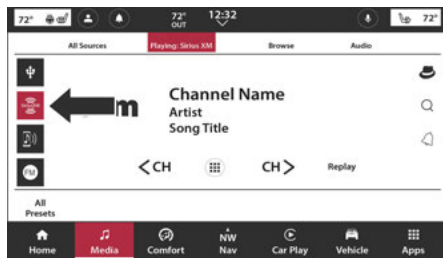 72° 72° OUT 12:32 72°
All Sources Playing: Sirius XM Browse Audio
m
Channel Name
Artist
Song Title
FM
<CH CH> Replay
All
Presets
Home Media Comfort NW Nav Car Play Vehicle Apps